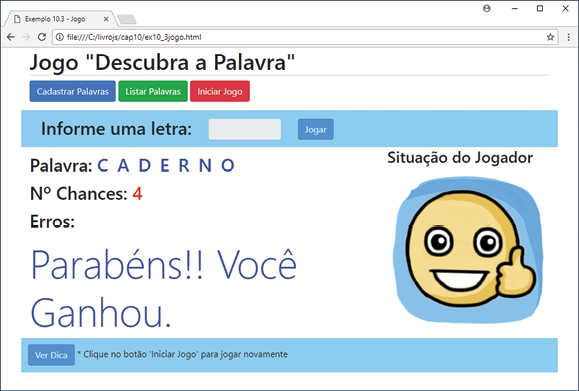 Exemplo 10.3 - Jogo
file:///C:/livrojs/cap10/ex10_3jogo.html
Jogo "Descubra a Palavra"
Cadastrar Palavras Listar Palavras Iniciar Jogo
Informe uma letra: Jogar
Palavra: C A D E R N O
Situação do Jogador
Nº Chances: 4
Erros:
Parabéns!! Você
Ganhou.
Ver Dica * Clique no botão 'Iniciar Jogo' para jogar novamente